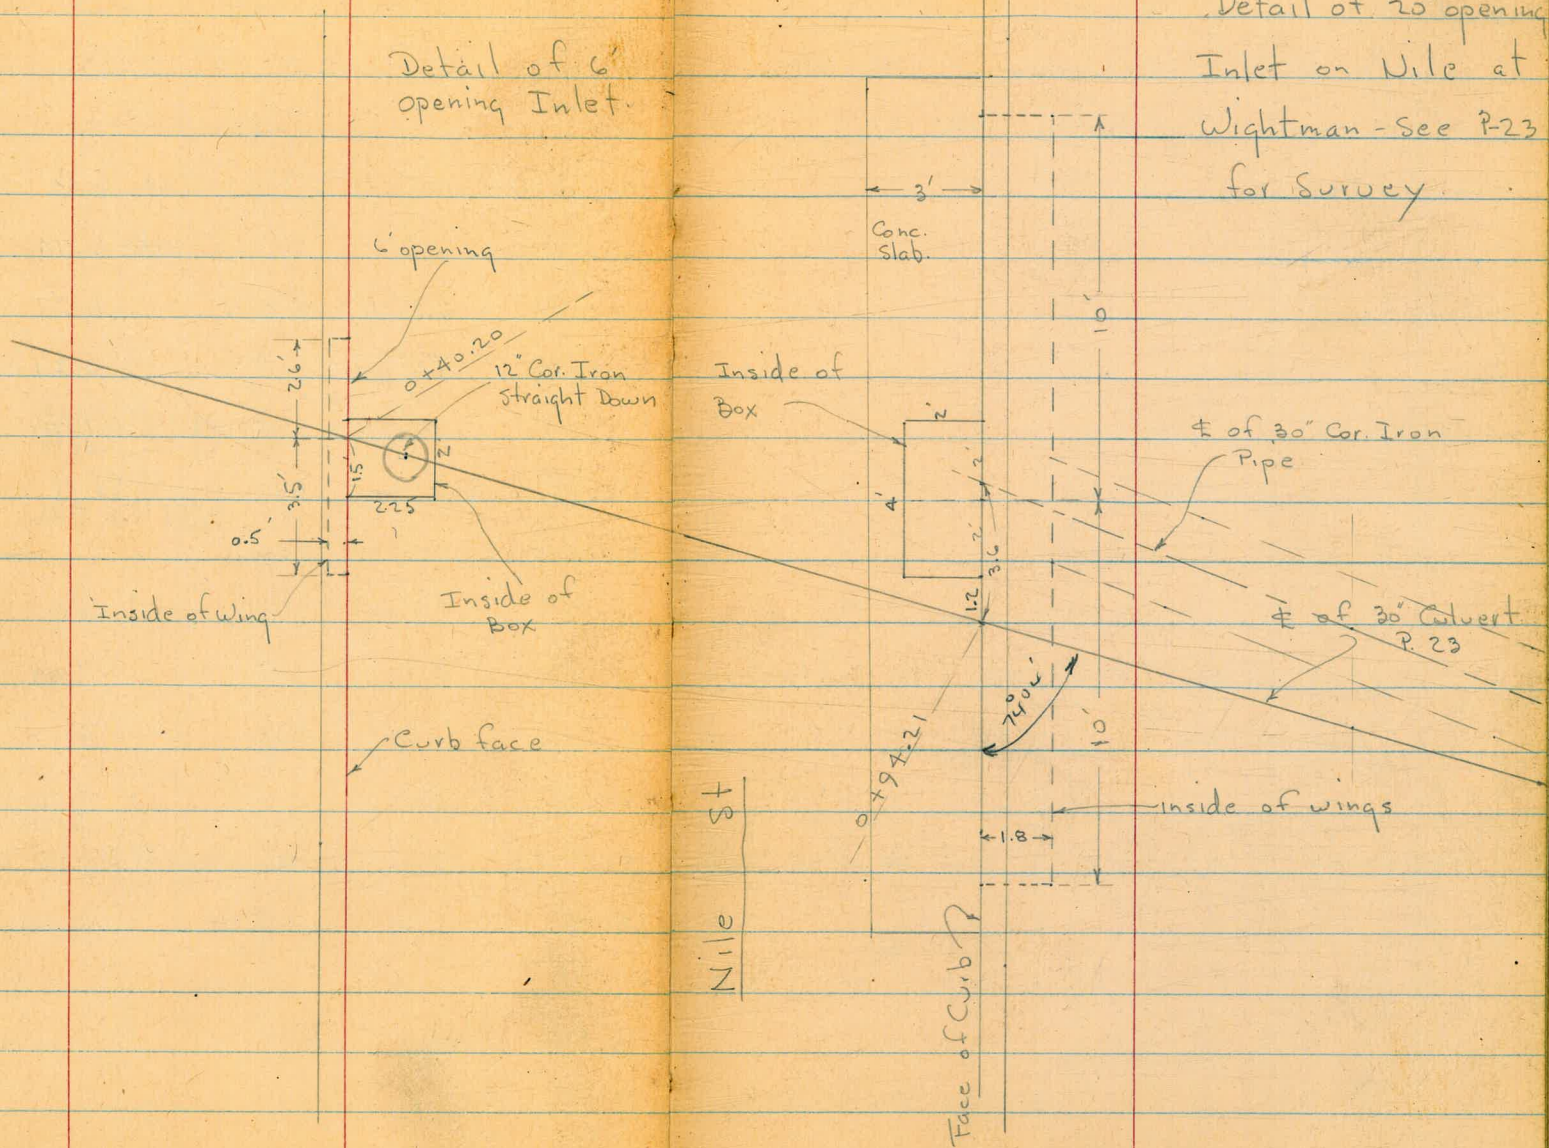 Detail of 6'
opening Inlet.
6' opening
0+40.20
12" Cor. Iron
Straight Down
2.6'
3.5'
1.5
2
2.25
0.5'
Inside of wing
Inside of
Box
Curb face
Detail of 20 opening
Inlet on Nile at
Wightman - See P-23
for Survey
3'
Conc.
Slab.
10'
Inside of
Box
2'
4'
2'
2'
3.6
1.2
℄ of 30" Cor. Iron
Pipe
℄ of 30" Culvert
P. 23
0+94.21
10'
inside of wings
1.8
Nile St
Face of Curb